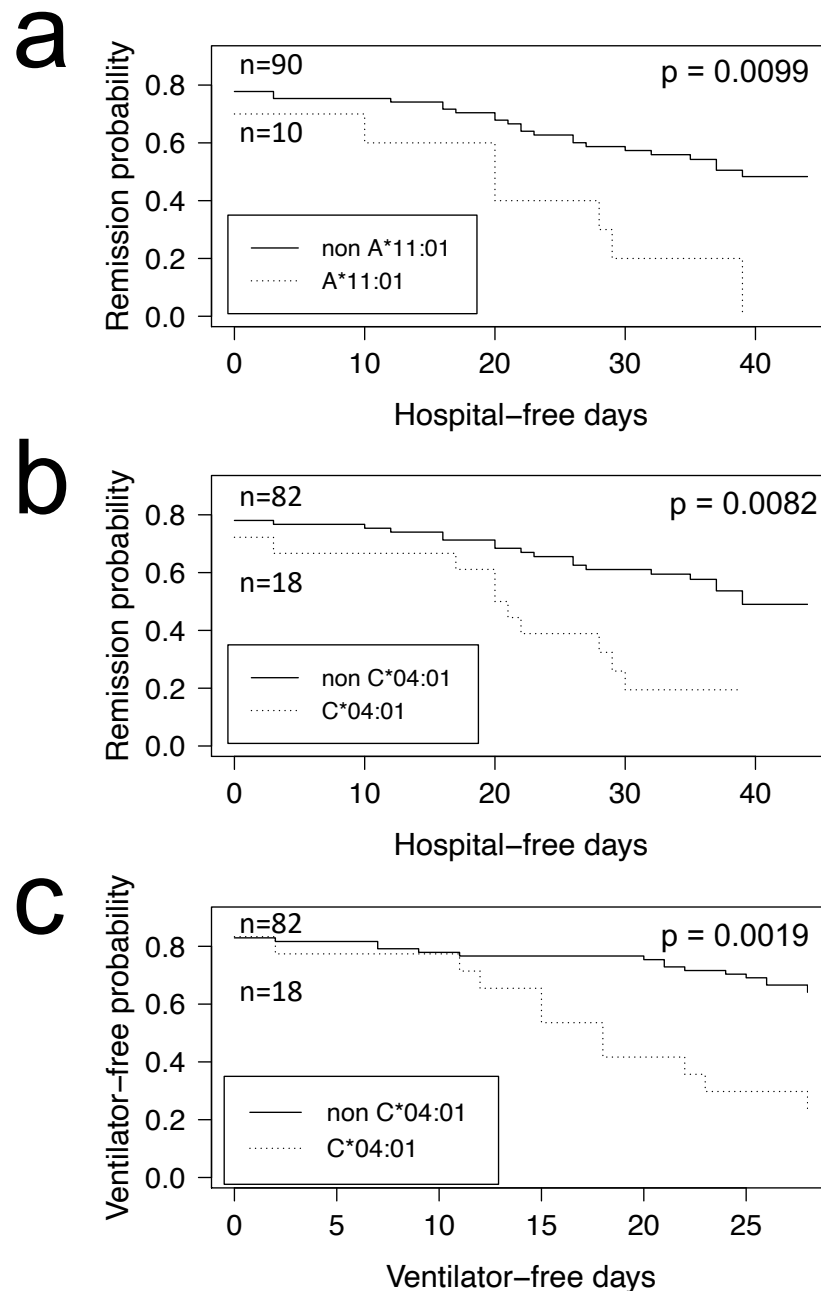 a
n=90
p = 0.0099
n=10
Remission probability
0.8
0.6
0.4
0.2
0.0
non A*11:01
A*11:01
0 10 20 30 40
Hospital−free days
b
n=82
p = 0.0082
n=18
Remission probability
0.8
0.6
0.4
0.2
0.0
non C*04:01
C*04:01
0 10 20 30 40
Hospital−free days
c
n=82
p = 0.0019
n=18
Ventilator−free probability
0.8
0.6
0.4
0.2
0.0
non C*04:01
C*04:01
0 5 10 15 20 25
Ventilator−free days